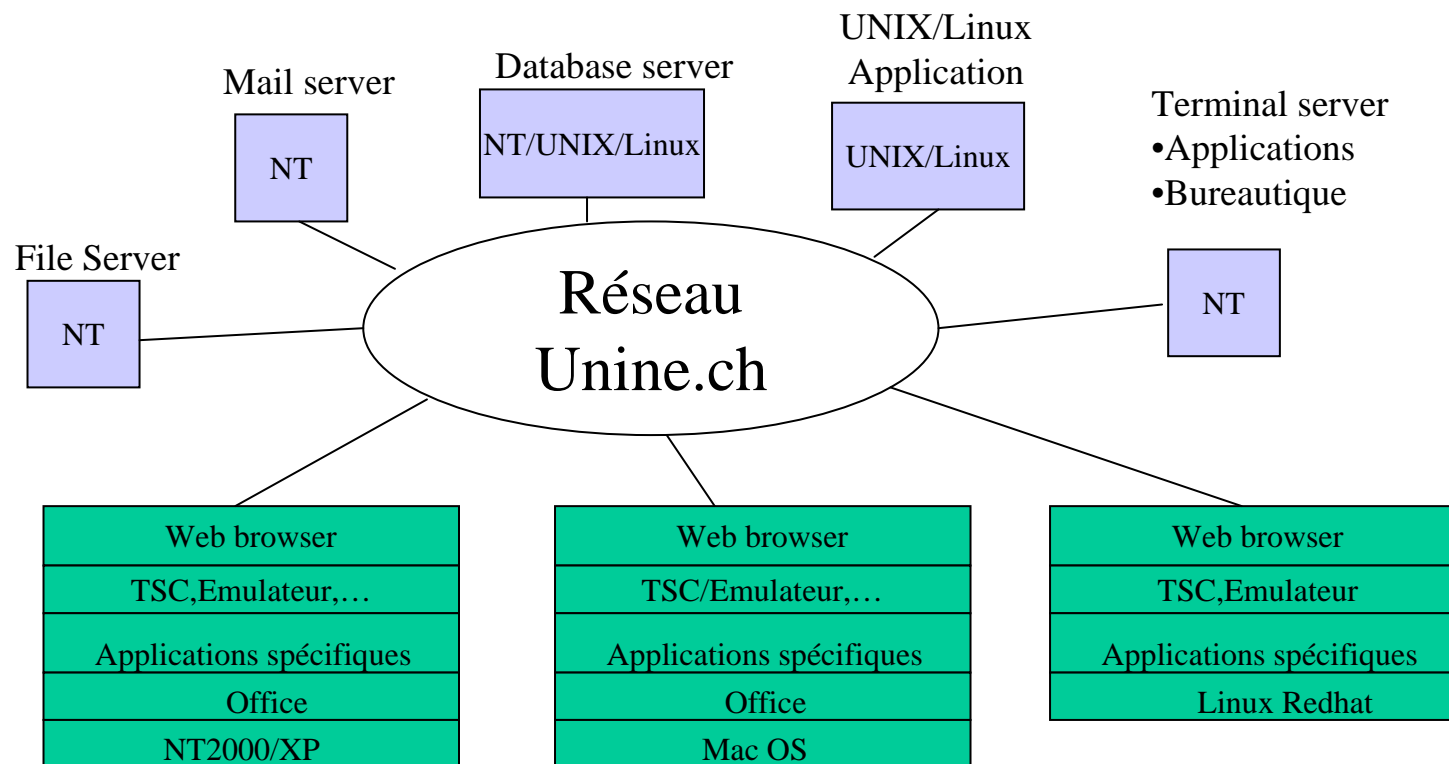 UNIX/Linux
Application
Database server
Mail server
Terminal server
•Applications
•Bureautique
NT
NT/UNIX/Linux
UNIX/Linux
File Server
NT
NT
Réseau
Unine.ch
Web browser
TSC,Emulateur,…
Applications spécifiques
Office
NT2000/XP
Web browser
TSC/Emulateur,…
Applications spécifiques
Office
Mac OS
Web browser
TSC,Emulateur
Applications spécifiques
Linux Redhat